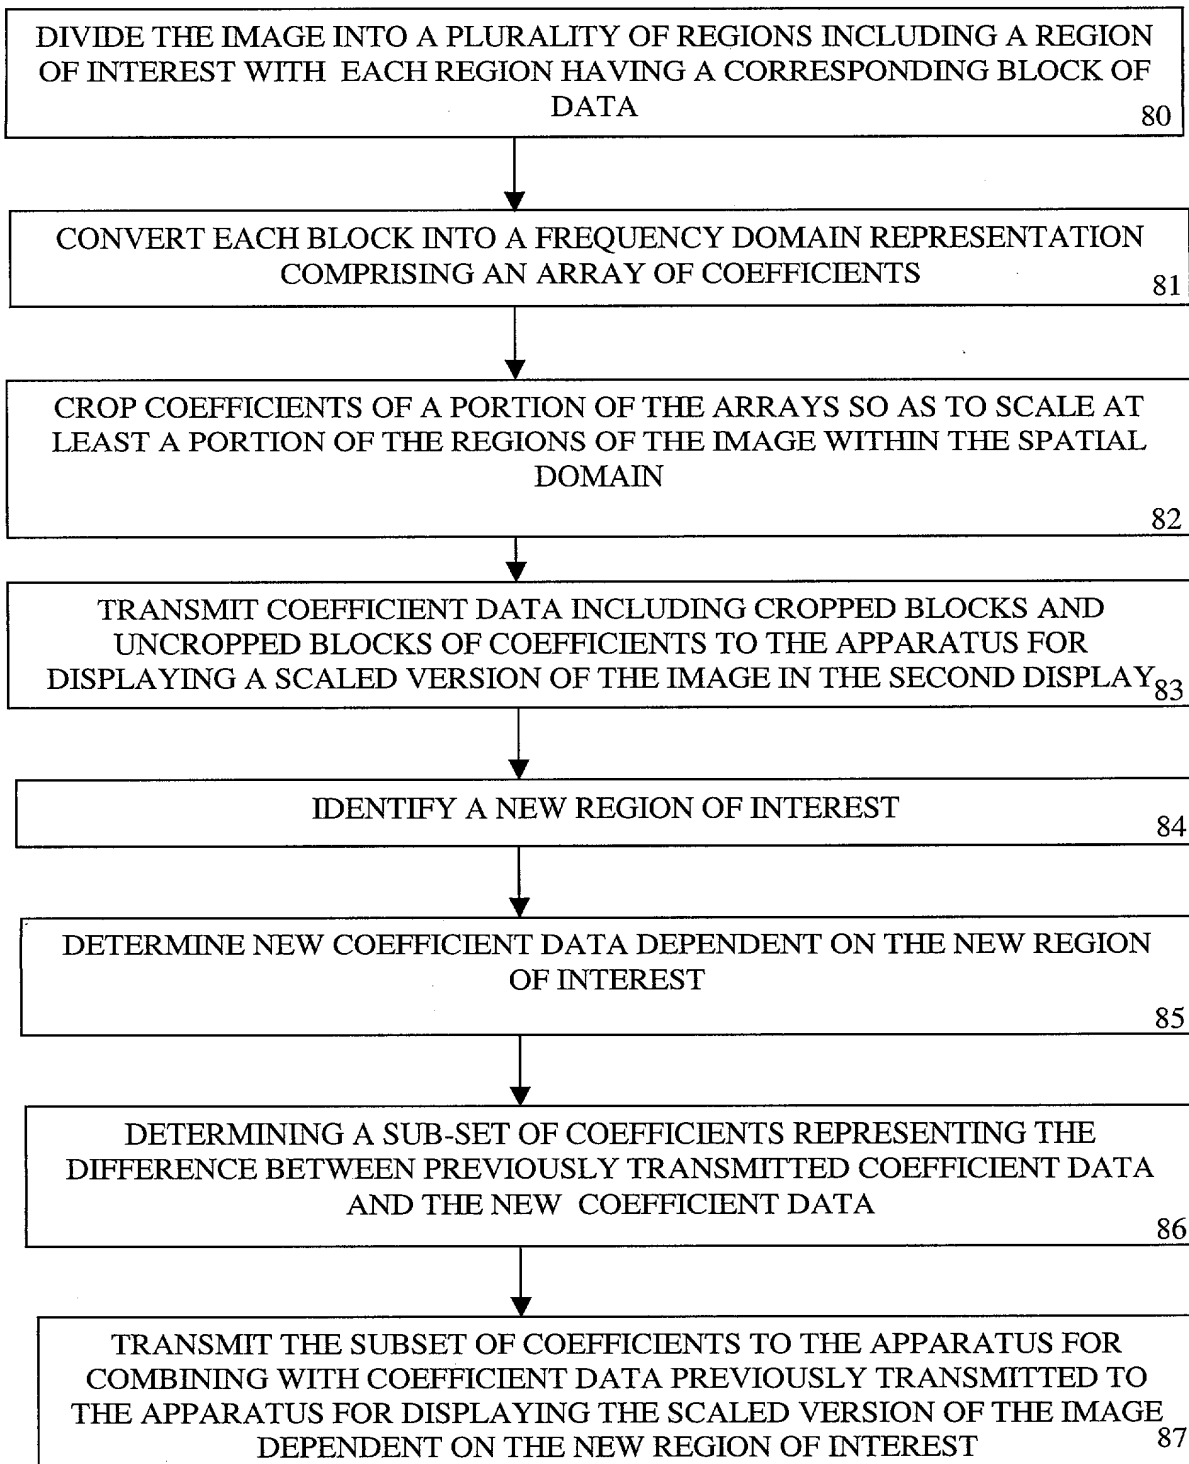 DIVIDE THE IMAGE INTO A PLURALITY OF REGIONS INCLUDING A REGION
OF INTEREST WITH EACH REGION HAVING A CORRESPONDING BLOCK OF
DATA
80
CONVERT EACH BLOCK INTO A FREQUENCY DOMAIN REPRESENTATION
COMPRISING AN ARRAY OF COEFFICIENTS
81
CROP COEFFICIENTS OF A PORTION OF THE ARRAYS SO AS TO SCALE AT
LEAST A PORTION OF THE REGIONS OF THE IMAGE WITHIN THE SPATIAL
DOMAIN
82
TRANSMIT COEFFICIENT DATA INCLUDING CROPPED BLOCKS AND
UNCROPPED BLOCKS OF COEFFICIENTS TO THE APPARATUS FOR
DISPLAYING A SCALED VERSION OF THE IMAGE IN THE SECOND DISPLAY
83
IDENTIFY A NEW REGION OF INTEREST
84
DETERMINE NEW COEFFICIENT DATA DEPENDENT ON THE NEW REGION
OF INTEREST
85
DETERMINING A SUB-SET OF COEFFICIENTS REPRESENTING THE
DIFFERENCE BETWEEN PREVIOUSLY TRANSMITTED COEFFICIENT DATA
AND THE NEW COEFFICIENT DATA
86
TRANSMIT THE SUBSET OF COEFFICIENTS TO THE APPARATUS FOR
COMBINING WITH COEFFICIENT DATA PREVIOUSLY TRANSMITTED TO
THE APPARATUS FOR DISPLAYING THE SCALED VERSION OF THE IMAGE
DEPENDENT ON THE NEW REGION OF INTEREST
87